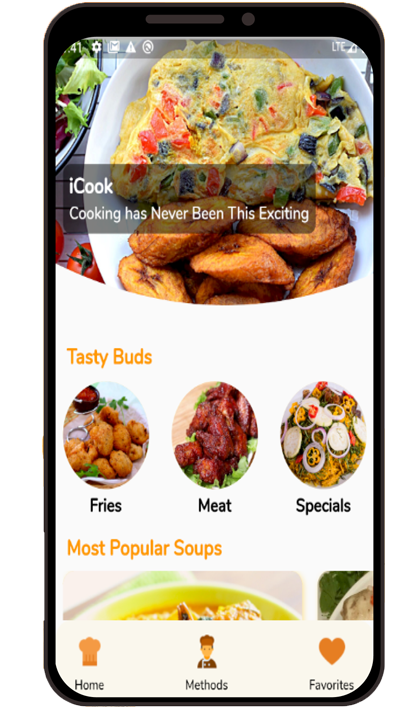 :41 LTE
iCook
Cooking has Never Been This Exciting
Tasty Buds
Fries Meat Specials
Most Popular Soups
Home Methods Favorites